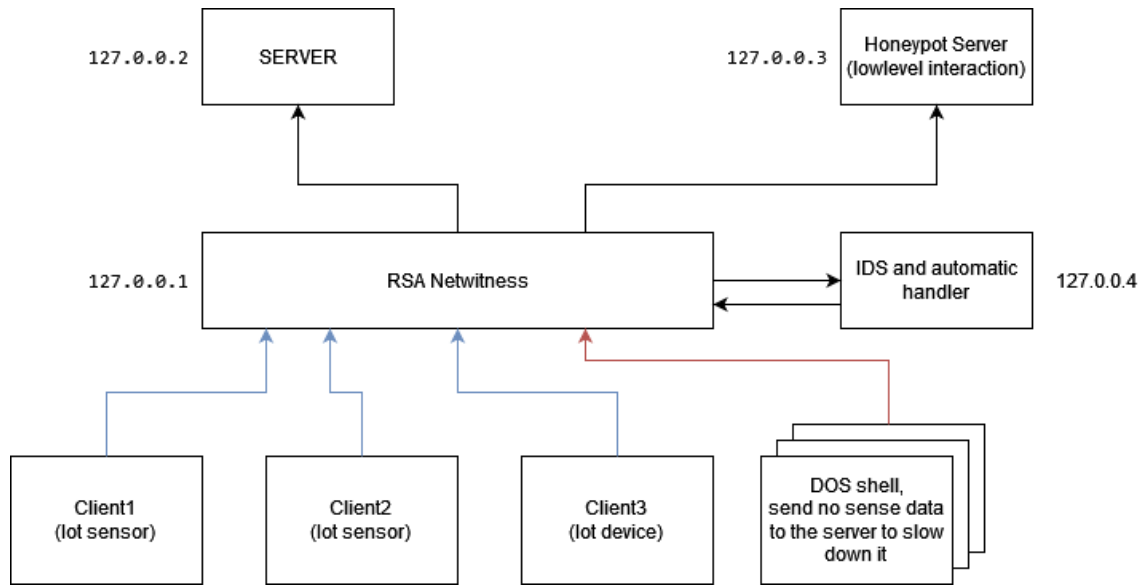 127.0.0.2
SERVER
127.0.0.3
Honeypot Server
(lowlevel interaction)
127.0.0.1
RSA Netwitness
IDS and automatic
handler
127.0.0.4
Client1
(Iot sensor)
Client2
(Iot sensor)
Client3
(Iot device)
DOS shell,
send no sense data
to the server to slow
down it